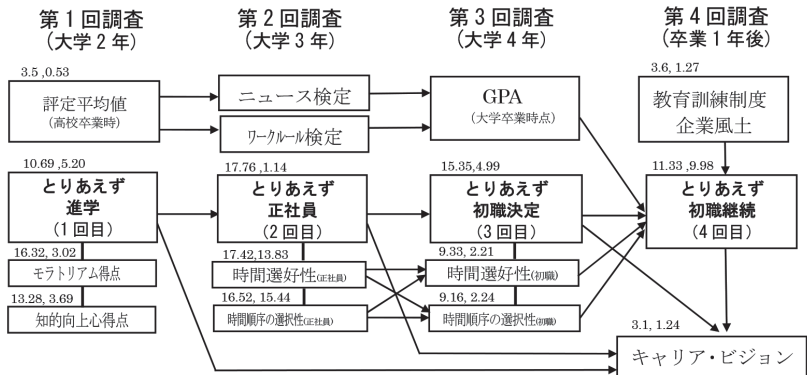 第1回調査
(大学2年)
第2回調査
(大学3年)
第3回調査
(大学4年)
第4回調査
(卒業1年後)
3.5 ,0.53
評定平均値
(高校卒業時)
ニュース検定
ワークルール検定
GPA
(大学卒業時点)
3.6, 1.27
教育訓練制度
企業風土
10.69 ,5.20
とりあえず
進学
(1回目)
17.76 ,1.14
とりあえず
正社員
(2回目)
15.35,4.99
とりあえず
初職決定
(3回目)
11.33 ,9.98
とりあえず
初職継続
(4回目)
16.32, 3.02
モラトリアム得点
13.28, 3.69
知的向上心得点
17.42,13.83
時間選好性(正社員)
16.52, 15.44
時間順序の選択性(正社員)
9.33, 2.21
時間選好性(初職)
9.16, 2.24
時間順序の選択性(初職)
3.1, 1.24
キャリア・ビジョン